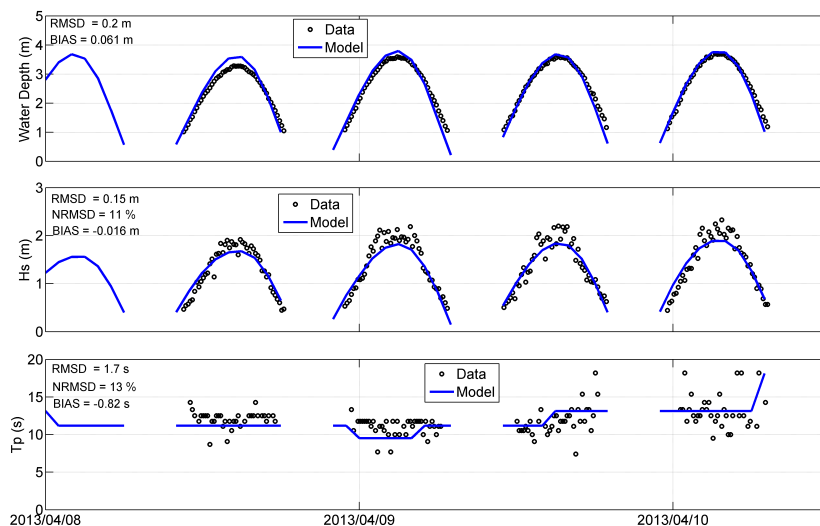 5
4
3
2
1
0
Water Depth (m)
RMSD = 0.2 m
BIAS = 0.061 m
Data
Model
3
2
1
0
Hs (m)
RMSD = 0.15 m
NRMSD = 11 %
BIAS = -0.016 m
Data
Model
20
15
10
5
0
Tp (s)
RMSD = 1.7 s
NRMSD = 13 %
BIAS = -0.82 s
Data
Model
2013/04/08
2013/04/09
2013/04/10